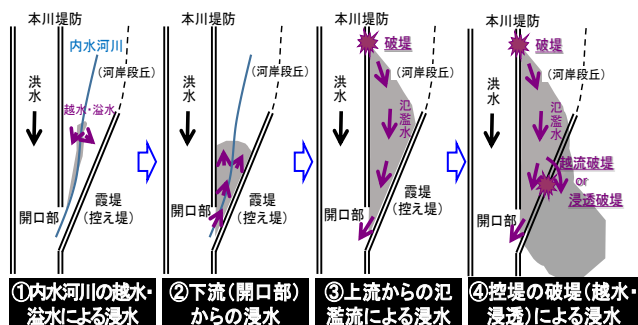 本川堤防
内水河川
(河岸段丘)
洪水
越水・溢水
霞堤
(控え堤)
開口部
①内水河川の越水・
溢水による浸水
本川堤防
(河岸段丘)
洪水
霞堤
(控え堤)
開口部
②下流(開口部)
からの浸水
本川堤防
破堤
(河岸段丘)
洪水
氾濫水
霞堤
(控え堤)
開口部
③上流からの氾
濫流による浸水
本川堤防
破堤
(河岸段丘)
洪水
氾濫水
越流破堤
or
浸透破堤
開口部
④控堤の破堤(越水・
浸透)による浸水